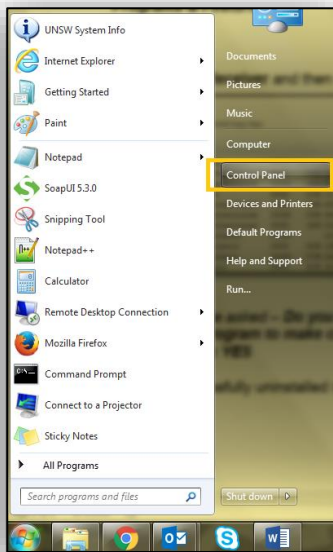 UNSW System Info
Internet Explorer
Getting Started
Paint
Notepad
SoapUI 5.3.0
Snipping Tool
Notepad++
Calculator
Remote Desktop Connection
Mozilla Firefox
Command Prompt
Connect to a Projector
Sticky Notes
All Programs
Search programs and files
Documents
Pictures
Music
Computer
Control Panel
Devices and Printers
Default Programs
Help and Support
Run...
Shut down